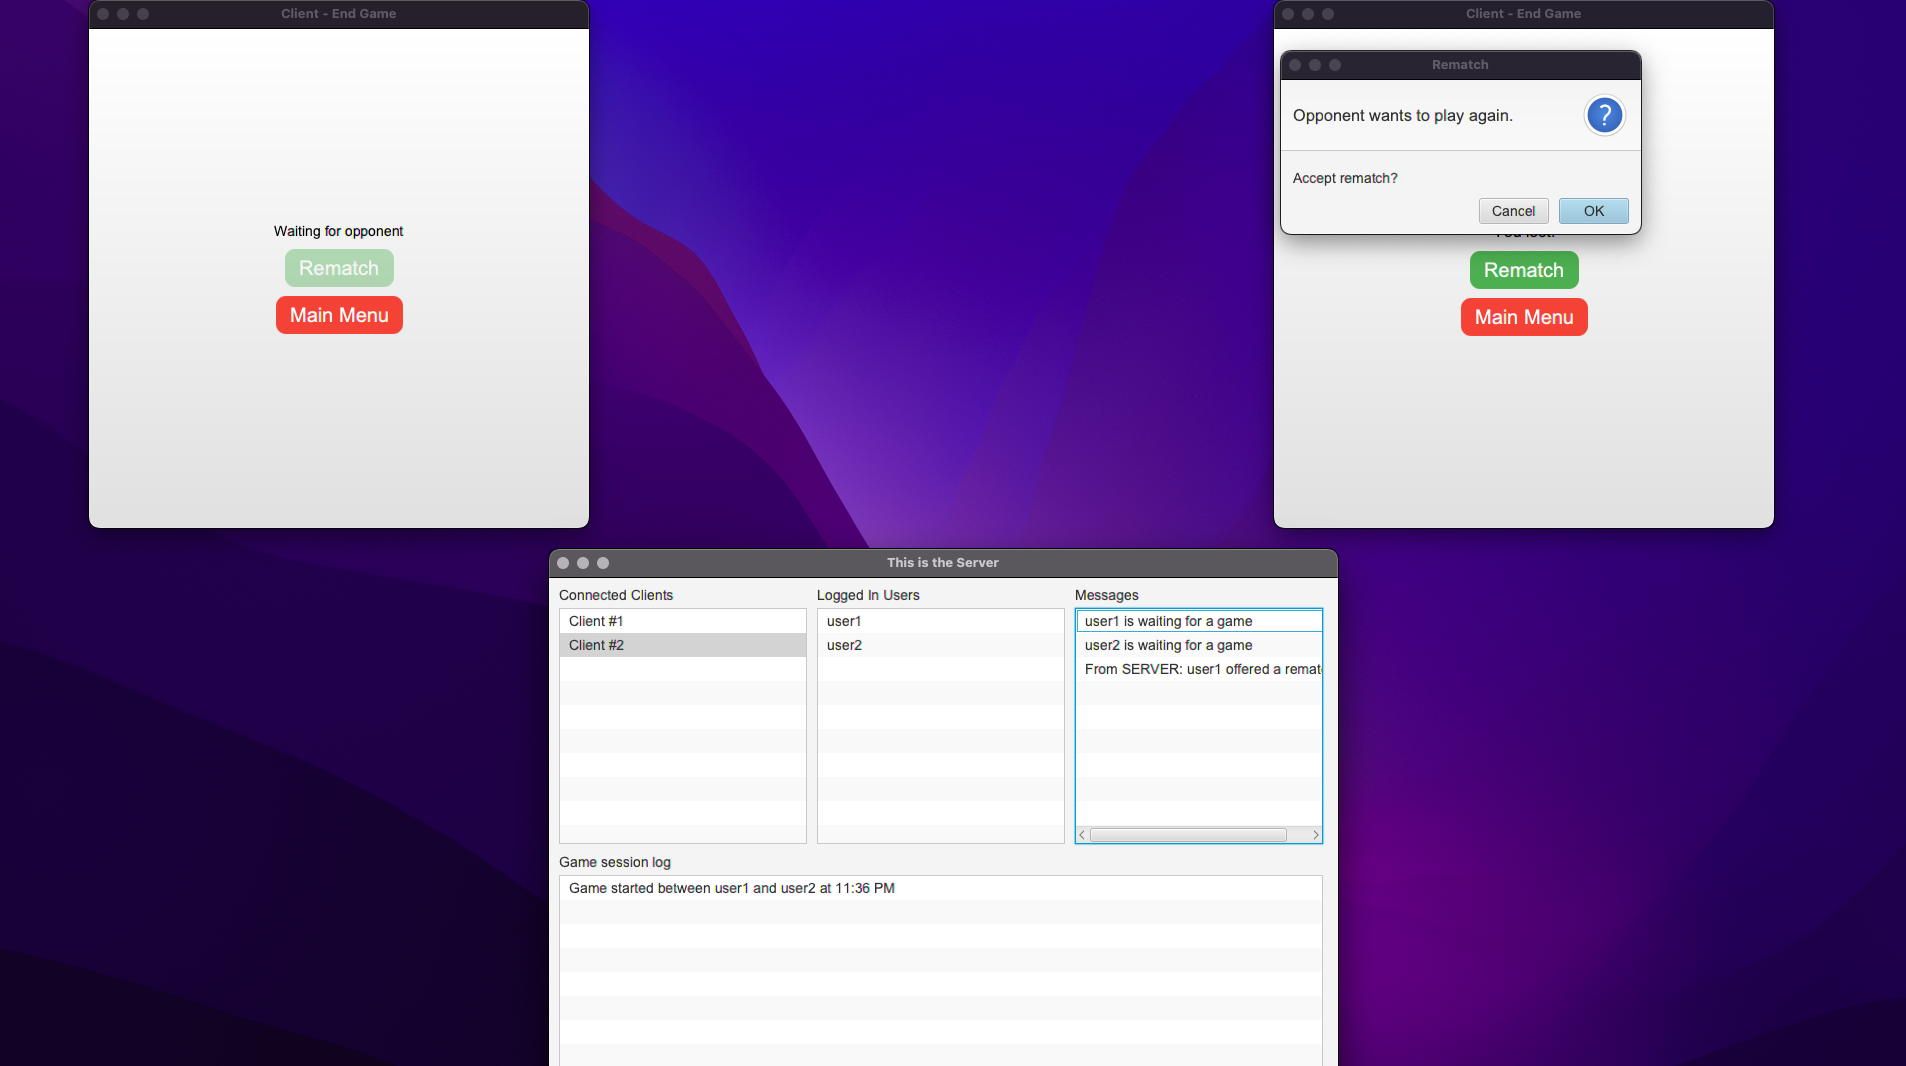 Client - End Game
Waiting for opponent
Rematch
Main Menu
Client - End Game
Rematch
Opponent wants to play again.
?
Accept rematch?
Cancel
OK
Rematch
Main Menu
This is the Server
Connected Clients
Client #1
Client #2
Logged In Users
user1
user2
Messages
user1 is waiting for a game
user2 is waiting for a game
From SERVER: user1 offered a remat
Game session log
Game started between user1 and user2 at 11:36 PM